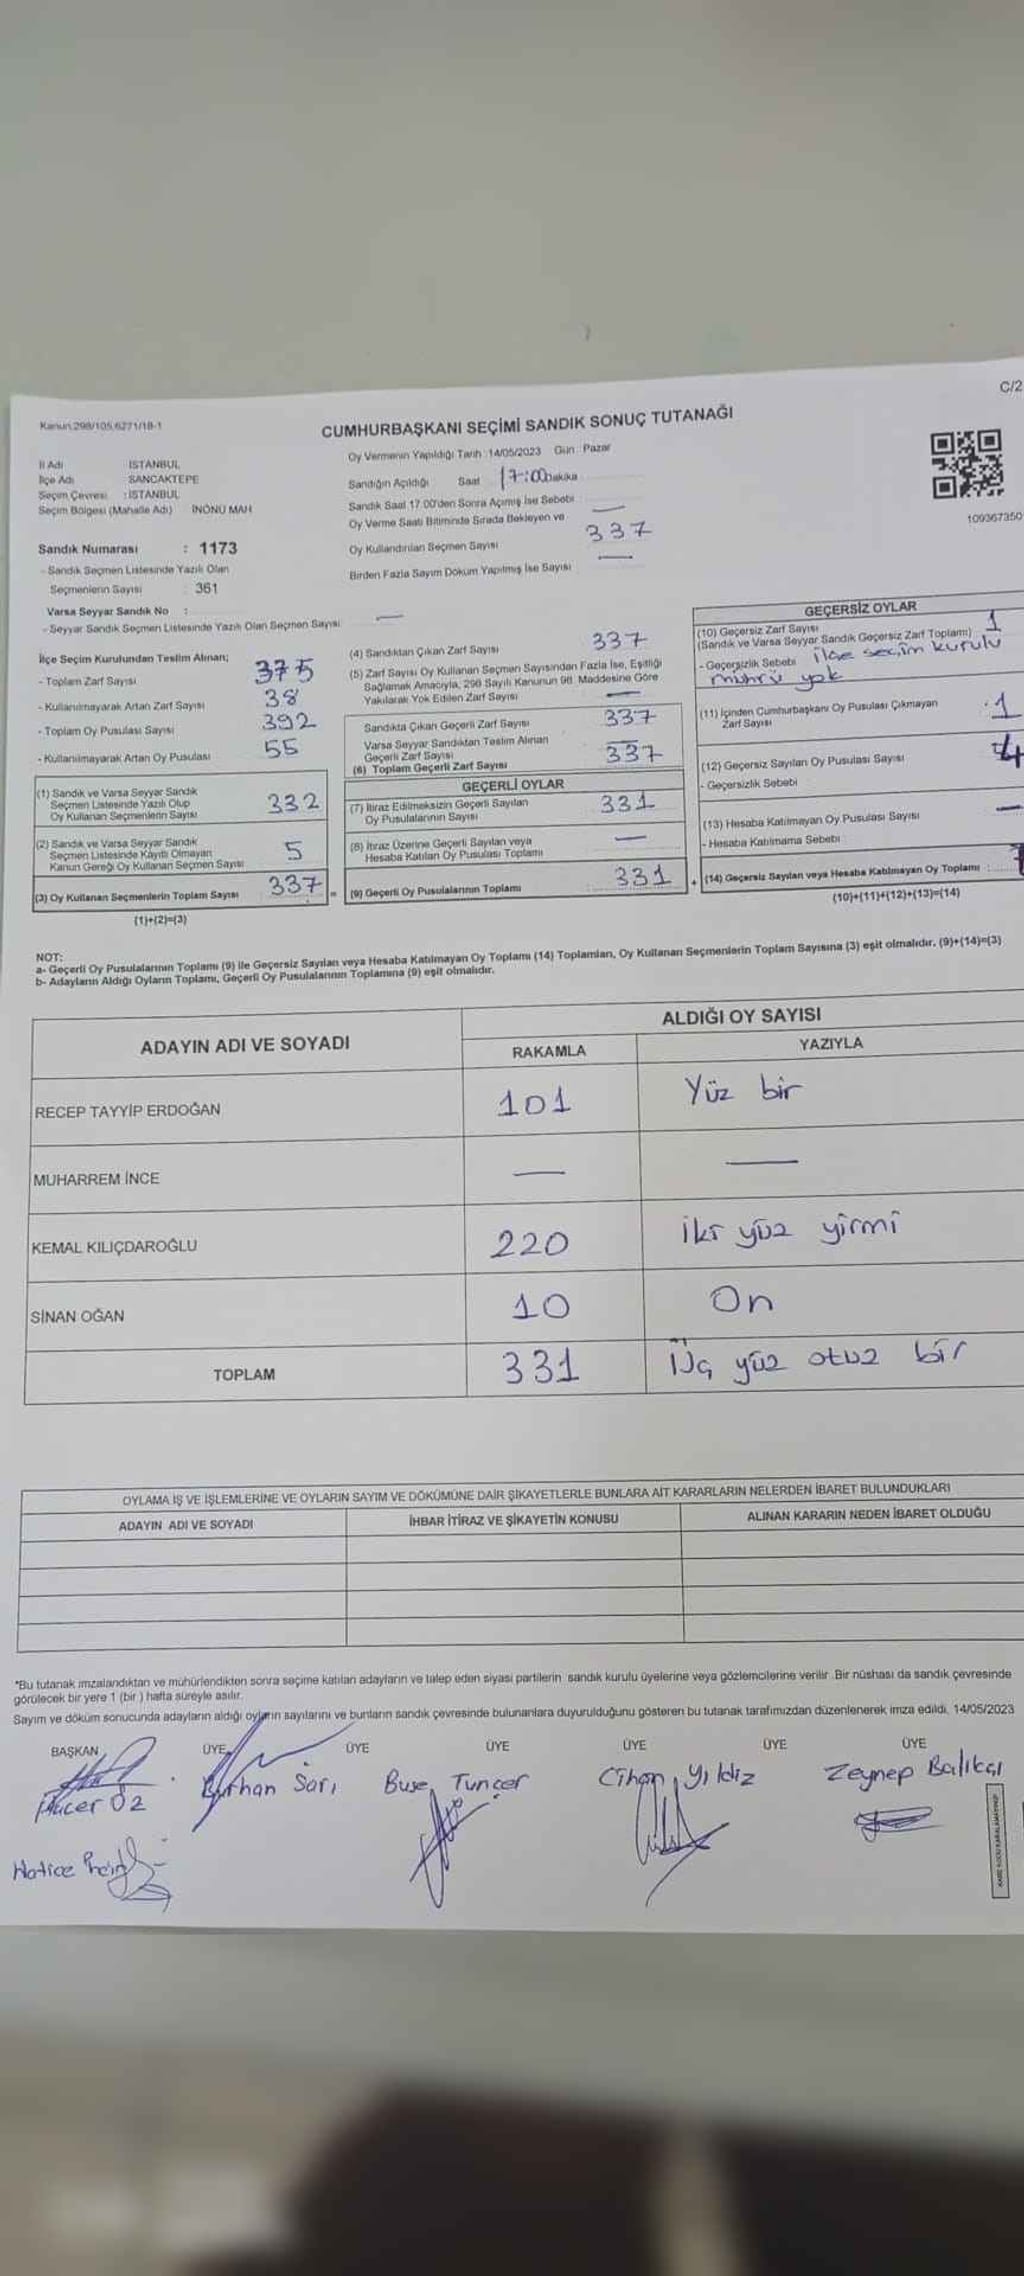 C/2
Kanun:298/105,6271/18-1
CUMHURBAŞKANI SEÇİMİ SANDIK SONUÇ TUTANAĞI
İl Adı İSTANBUL
İlçe Adı SANCAKTEPE
Seçim Çevresi : İSTANBUL
Seçim Bölgesi (Mahalle Adı) İNÖNÜ MAH
Sandık Numarası : 1173
- Sandık Seçmen Listesinde Yazılı Olan
Seçmenlerin Sayısı : 361
Varsa Seyyar Sandık No :
- Seyyar Sandık Seçmen Listesinde Yazılı Olan Seçmen Sayısı —
Oy Vermenin Yapıldığı Tarih : 14/05/2023 Gün : Pazar
Sandığın Açıldığı Saat 17:00 Dakika
Sandık Saat 17.00'den Sonra Açılmış İse Sebebi : —
Oy Verme Saati Bitiminde Sırada Bekleyen ve
Oy Kullandırılan Seçmen Sayısı 337
Birden Fazla Sayım Döküm Yapılmış İse Sayısı —
109367350
İlçe Seçim Kurulundan Teslim Alınan;
- Toplam Zarf Sayısı 375
- Kullanılmayarak Artan Zarf Sayısı 38
- Toplam Oy Pusulası Sayısı 392
- Kullanılmayarak Artan Oy Pusulası 55
(1) Sandık ve Varsa Seyyar Sandık
Seçmen Listesinde Yazılı Olup
Oy Kullanan Seçmenlerin Sayısı 332
(2) Sandık ve Varsa Seyyar Sandık
Seçmen Listesinde Kayıtlı Olmayan
Kanun Gereği Oy Kullanan Seçmen Sayısı 5
(3) Oy Kullanan Seçmenlerin Toplam Sayısı 337 =
(1)+(2)=(3)
(4) Sandıktan Çıkan Zarf Sayısı 337
(5) Zarf Sayısı Oy Kullanan Seçmen Sayısından Fazla İse, Eşitliği
Sağlamak Amacıyla, 298 Sayılı Kanunun 98. Maddesine Göre
Yakılarak Yok Edilen Zarf Sayısı —
Sandıkta Çıkan Geçerli Zarf Sayısı 337
Varsa Seyyar Sandıktan Teslim Alınan
Geçerli Zarf Sayısı —
(6) Toplam Geçerli Zarf Sayısı 337
GEÇERLİ OYLAR
(7) İtiraz Edilmeksizin Geçerli Sayılan
Oy Pusulalarının Sayısı 331
(8) İtiraz Üzerine Geçerli Sayılan veya
Hesaba Katılan Oy Pusulası Toplamı —
(9) Geçerli Oy Pusulalarının Toplamı 331 +
GEÇERSİZ OYLAR
(10) Geçersiz Zarf Sayısı
(Sandık ve Varsa Seyyar Sandık Geçersiz Zarf Toplamı) 1
- Geçersizlik Sebebi ilçe seçim kurulu
mührü yok
(11) İçinden Cumhurbaşkanı Oy Pusulası Çıkmayan
Zarf Sayısı : 1
(12) Geçersiz Sayılan Oy Pusulası Sayısı 4
- Geçersizlik Sebebi
(13) Hesaba Katılmayan Oy Pusulası Sayısı —
- Hesaba Katılmama Sebebi
(14) Geçersiz Sayılan veya Hesaba Katılmayan Oy Toplamı :
(10)+(11)+(12)+(13)=(14)
NOT:
a- Geçerli Oy Pusulalarının Toplamı (9) ile Geçersiz Sayılan veya Hesaba Katılmayan Oy Toplamı (14) Toplamları, Oy Kullanan Seçmenlerin Toplam Sayısına (3) eşit olmalıdır. (9)+(14)=(3)
b- Adayların Aldığı Oyların Toplamı, Geçerli Oy Pusulalarının Toplamına (9) eşit olmalıdır.
ADAYIN ADI VE SOYADI
ALDIĞI OY SAYISI
RAKAMLA YAZIYLA
RECEP TAYYİP ERDOĞAN 101 Yüz bir
MUHARREM İNCE — —
KEMAL KILIÇDAROĞLU 220 iki yüz yirmi
SİNAN OĞAN 10 On
TOPLAM 331 Üç yüz otuz bir
OYLAMA İŞ VE İŞLEMLERİNE VE OYLARIN SAYIM VE DÖKÜMÜNE DAİR ŞİKAYETLERLE BUNLARA AİT KARARLARIN NELERDEN İBARET BULUNDUKLARI
ADAYIN ADI VE SOYADI İHBAR İTİRAZ VE ŞİKAYETİN KONUSU ALINAN KARARIN NEDEN İBARET OLDUĞU
*Bu tutanak imzalandıktan ve mühürlendikten sonra seçime katılan adayların ve talep eden siyasi partilerin sandık kurulu üyelerine veya gözlemcilerine verilir. Bir nüshası da sandık çevresinde
görülecek bir yere 1 (bir) hafta süreyle asılır.
Sayım ve döküm sonucunda adayların aldığı oyların sayılarını ve bunların sandık çevresinde bulunanlara duyurulduğunu gösteren bu tutanak tarafımızdan düzenlenerek imza edildi. 14/05/2023
BAŞKAN ÜYE ÜYE ÜYE ÜYE ÜYE ÜYE
Öz Sarı Buse Tunçer Cihan Yıldız Zeynep Balıkçı
Hatice